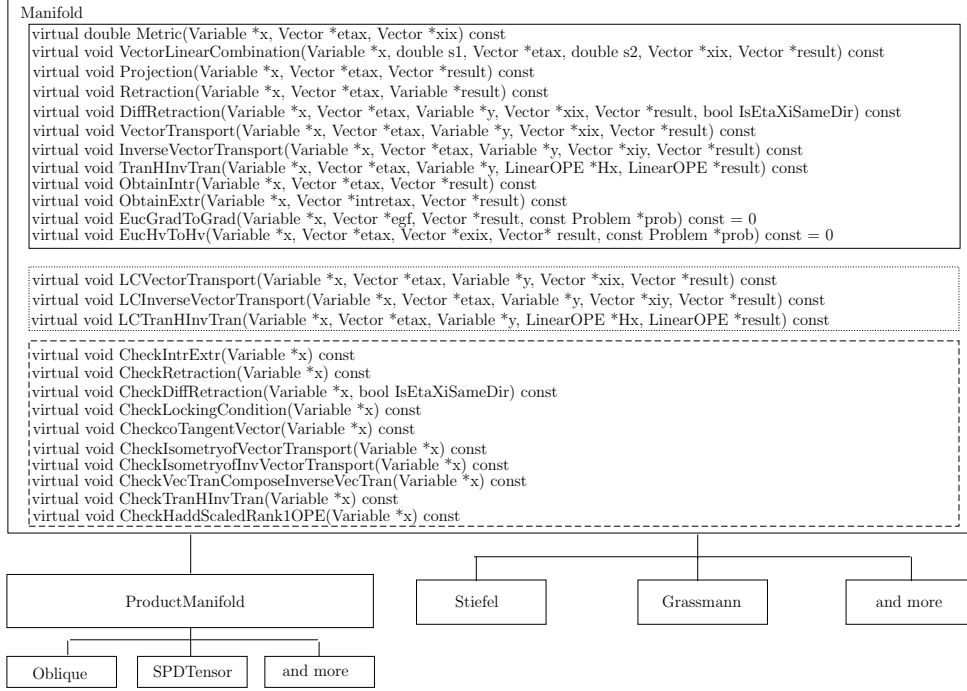 Manifold
virtual double Metric(Variable *x, Vector *etax, Vector *xix) const
virtual void VectorLinearCombination(Variable *x, double s1, Vector *etax, double s2, Vector *xix, Vector *result) const
virtual void Projection(Variable *x, Vector *etax, Vector *result) const
virtual void Retraction(Variable *x, Vector *etax, Variable *result) const
virtual void DiffRetraction(Variable *x, Vector *etax, Variable *y, Vector *xix, Vector *result, bool IsEtaXiSameDir) const
virtual void VectorTransport(Variable *x, Vector *etax, Variable *y, Vector *xix, Vector *result) const
virtual void InverseVectorTransport(Variable *x, Vector *etax, Variable *y, Vector *xiy, Vector *result) const
virtual void TranHInvTran(Variable *x, Vector *etax, Variable *y, LinearOPE *Hx, LinearOPE *result) const
virtual void ObtainIntr(Variable *x, Vector *etax, Vector *result) const
virtual void ObtainExtr(Variable *x, Vector *intretax, Vector *result) const
virtual void EucGradToGrad(Variable *x, Vector *egf, Vector *result, const Problem *prob) const = 0
virtual void EucHvToHv(Variable *x, Vector *etax, Vector *exix, Vector* result, const Problem *prob) const = 0
virtual void LCVectorTransport(Variable *x, Vector *etax, Variable *y, Vector *xix, Vector *result) const
virtual void LCInverseVectorTransport(Variable *x, Vector *etax, Variable *y, Vector *xiy, Vector *result) const
virtual void LCTranHInvTran(Variable *x, Vector *etax, Variable *y, LinearOPE *Hx, LinearOPE *result) const
virtual void CheckIntrExtr(Variable *x) const
virtual void CheckRetraction(Variable *x) const
virtual void CheckDiffRetraction(Variable *x, bool IsEtaXiSameDir) const
virtual void CheckLockingCondition(Variable *x) const
virtual void CheckcoTangentVector(Variable *x) const
virtual void CheckIsometryofVectorTransport(Variable *x) const
virtual void CheckIsometryofInvVectorTransport(Variable *x) const
virtual void CheckVecTranComposeInverseVecTran(Variable *x) const
virtual void CheckTranHInvTran(Variable *x) const
virtual void CheckHaddScaledRank1OPE(Variable *x) const
ProductManifold
Stiefel
Grassmann
and more
Oblique
SPDTensor
and more